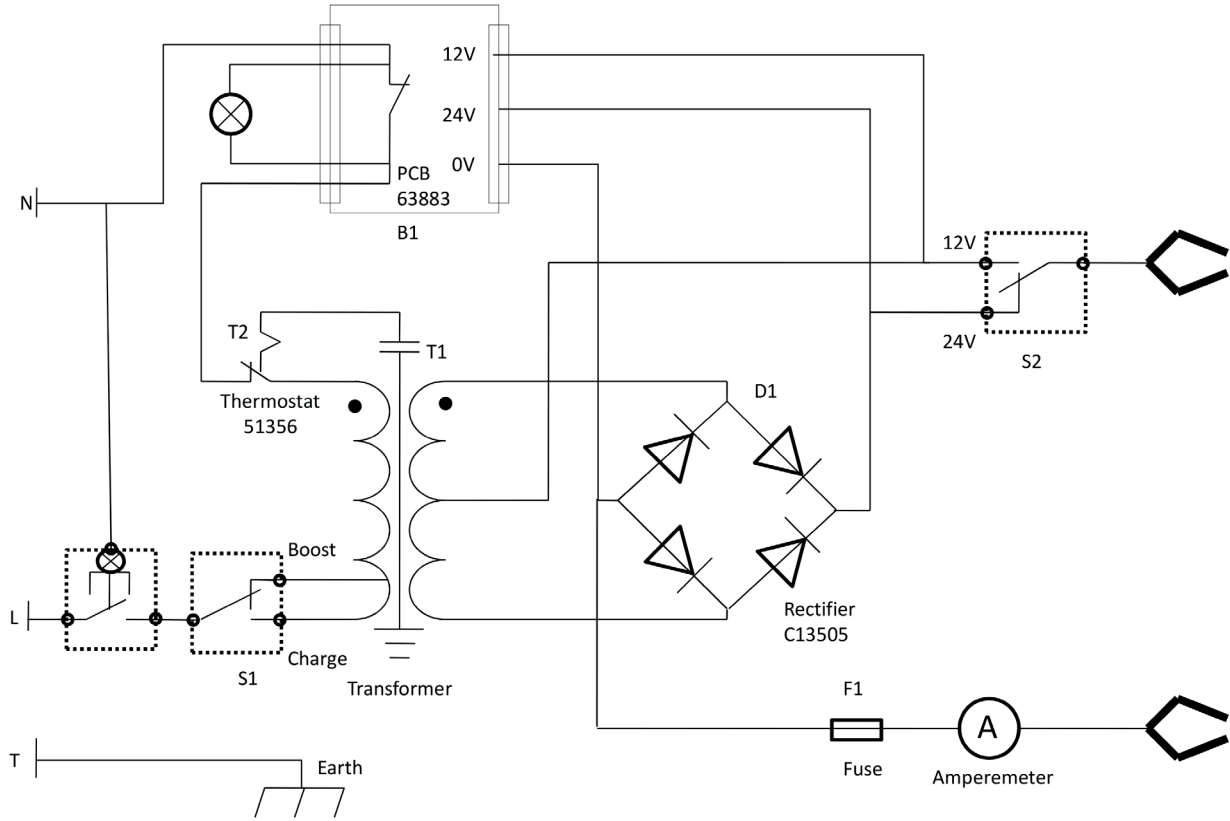 12V
24V
0V
PCB
63883
B1
N
12V
24V
S2
T2
T1
Thermostat
51356
D1
Boost
Rectifier
C13505
L
Charge
S1
Transformer
F1
A
T
Earth
Fuse
Amperemeter